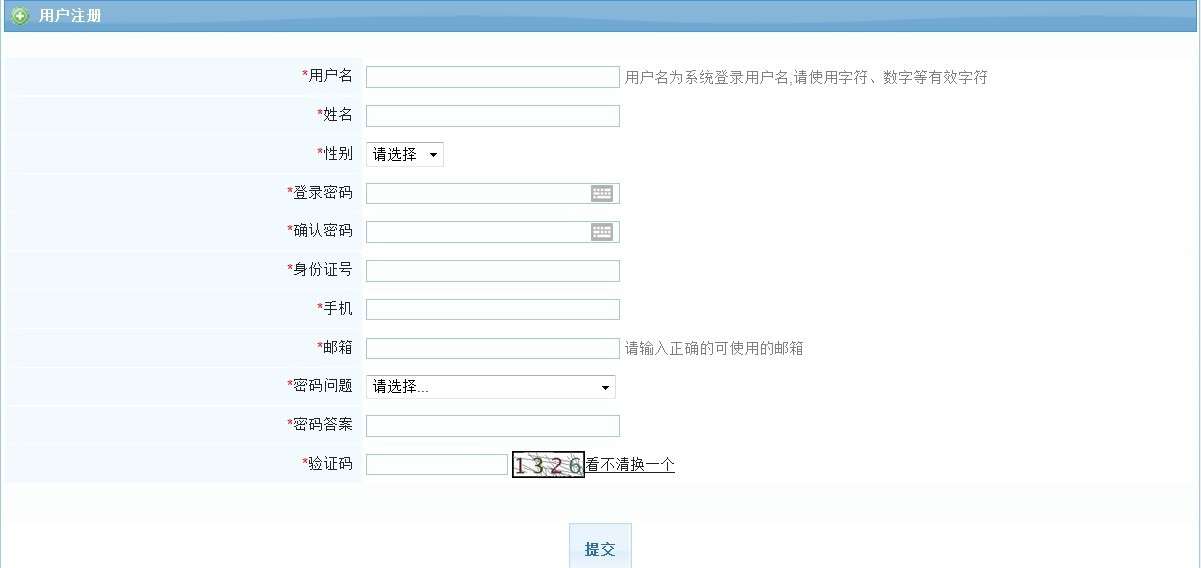 用户注册
*用户名 用户名为系统登录用户名,请使用字符、数字等有效字符
*姓名
*性别 请选择
*登录密码
*确认密码
*身份证号
*手机
*邮箱 请输入正确的可使用的邮箱
*密码问题 请选择...
*密码答案
*验证码 1326 看不清换一个
提交